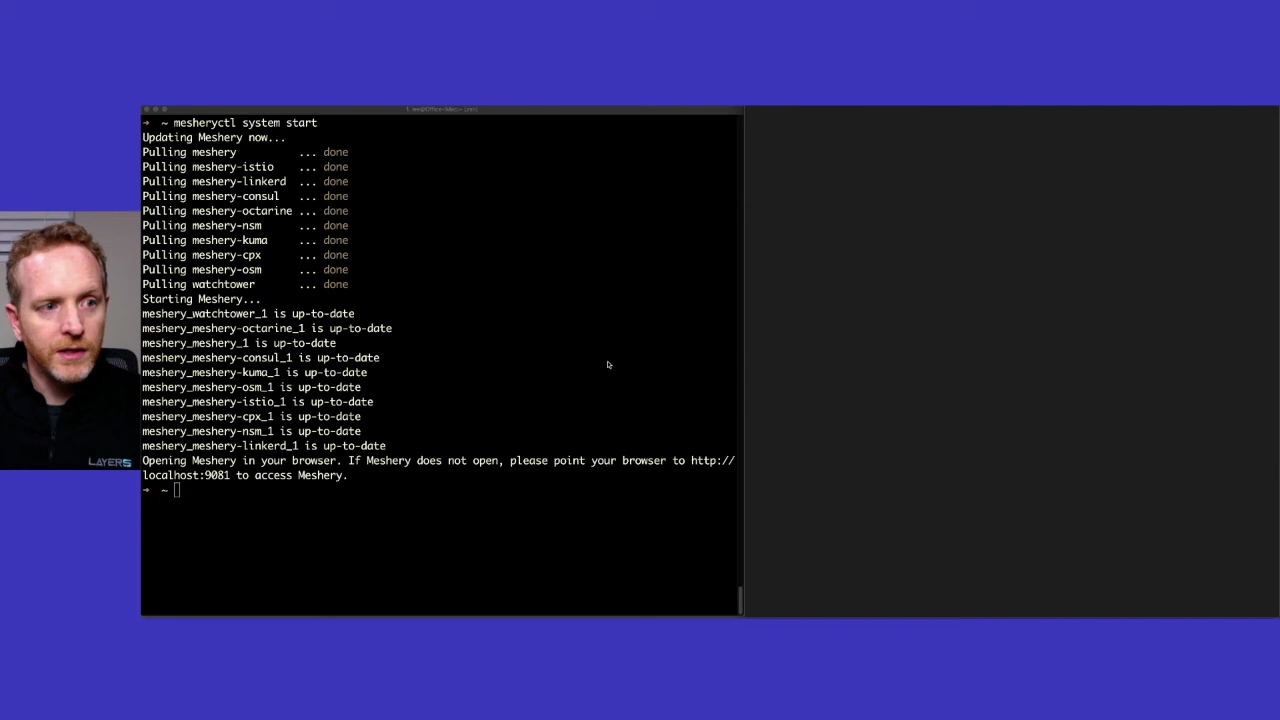 ➜  ~ mesheryctl system start
Updating Meshery now...
Pulling meshery          ... done
Pulling meshery-istio    ... done
Pulling meshery-linkerd  ... done
Pulling meshery-consul   ... done
Pulling meshery-octarine ... done
Pulling meshery-nsm      ... done
Pulling meshery-kuma     ... done
Pulling meshery-cpx      ... done
Pulling meshery-osm      ... done
Pulling watchtower       ... done
Starting Meshery...
meshery_watchtower_1 is up-to-date
meshery_meshery-octarine_1 is up-to-date
meshery_meshery_1 is up-to-date
meshery_meshery-consul_1 is up-to-date
meshery_meshery-kuma_1 is up-to-date
meshery_meshery-osm_1 is up-to-date
meshery_meshery-istio_1 is up-to-date
meshery_meshery-cpx_1 is up-to-date
meshery_meshery-nsm_1 is up-to-date
meshery_meshery-linkerd_1 is up-to-date
Opening Meshery in your browser. If Meshery does not open, please point your browser to http://
localhost:9081 to access Meshery.
➜  ~
LAYER5